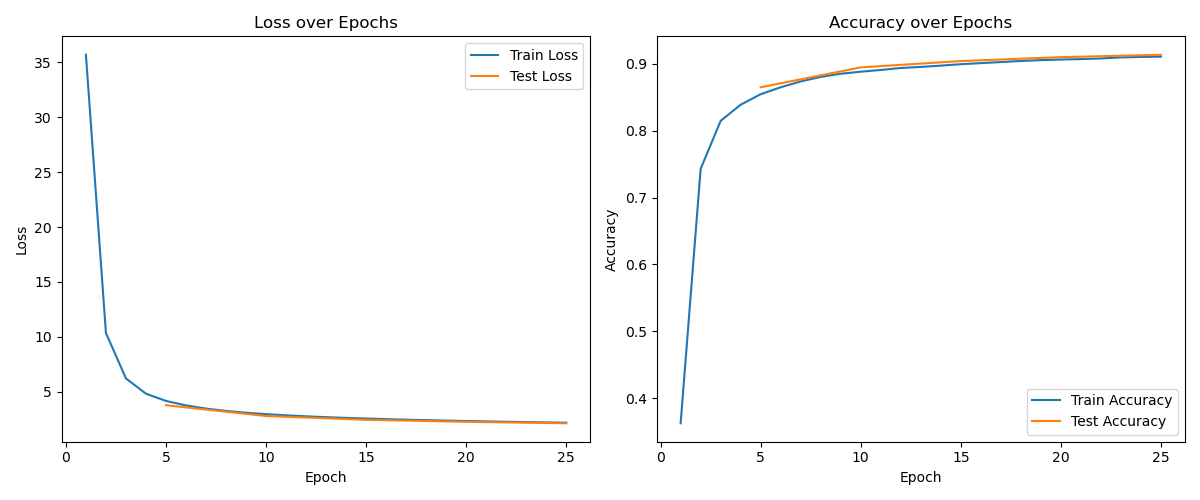 Loss over Epochs
Train Loss
Test Loss
35
30
25
20
15
10
5
Loss
0 5 10 15 20 25
Epoch
Accuracy over Epochs
0.9
0.8
0.7
0.6
0.5
0.4
Accuracy
Train Accuracy
Test Accuracy
0 5 10 15 20 25
Epoch